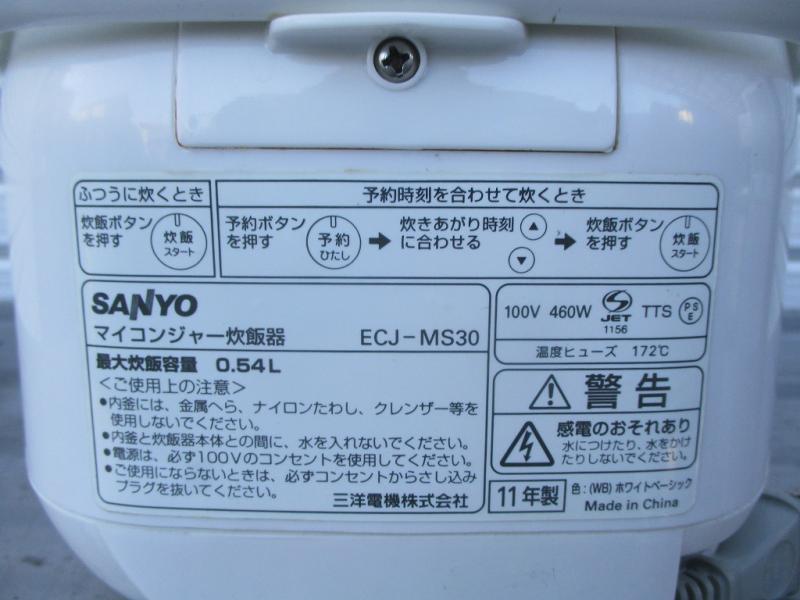 ふつうに炊くとき
炊飯ボタン
を押す
炊飯
スタート
予約時刻を合わせて炊くとき
予約ボタン
を押す
予約
ひたし
炊きあがり時刻
に合わせる
炊飯ボタン
を押す
炊飯
スタート
SANYO
マイコンジャー炊飯器 ECJ-MS30
最大炊飯容量 0.54L
<ご使用上の注意>
•内釜には、金属へら、ナイロンたわし、クレンザー等を
使用しないでください。
•内釜と炊飯器本体との間に、水を入れないでください。
•電源は、必ず100Vのコンセントを使用してください。
•ご使用にならないときは、必ずコンセントからさし込み
プラグを抜いてください。
三洋電機株式会社
100V 460W JET TTS PSE
1156
温度ヒューズ 172℃
警告
感電のおそれあり
水につけたり、水をかけ
たりしないでください。
11年製
色:(WB)ホワイトベーシック
Made in China